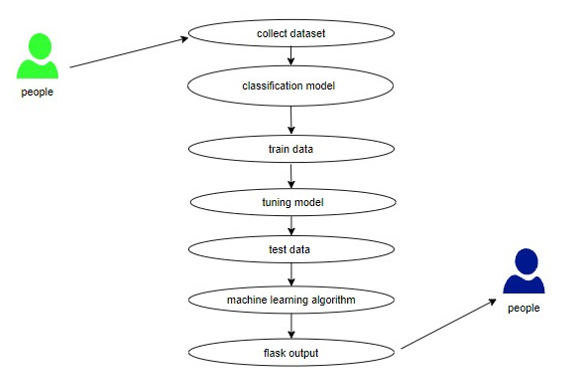 collect dataset
people
classification model
train data
tuning model
test data
machine learning algorithm
people
flask output